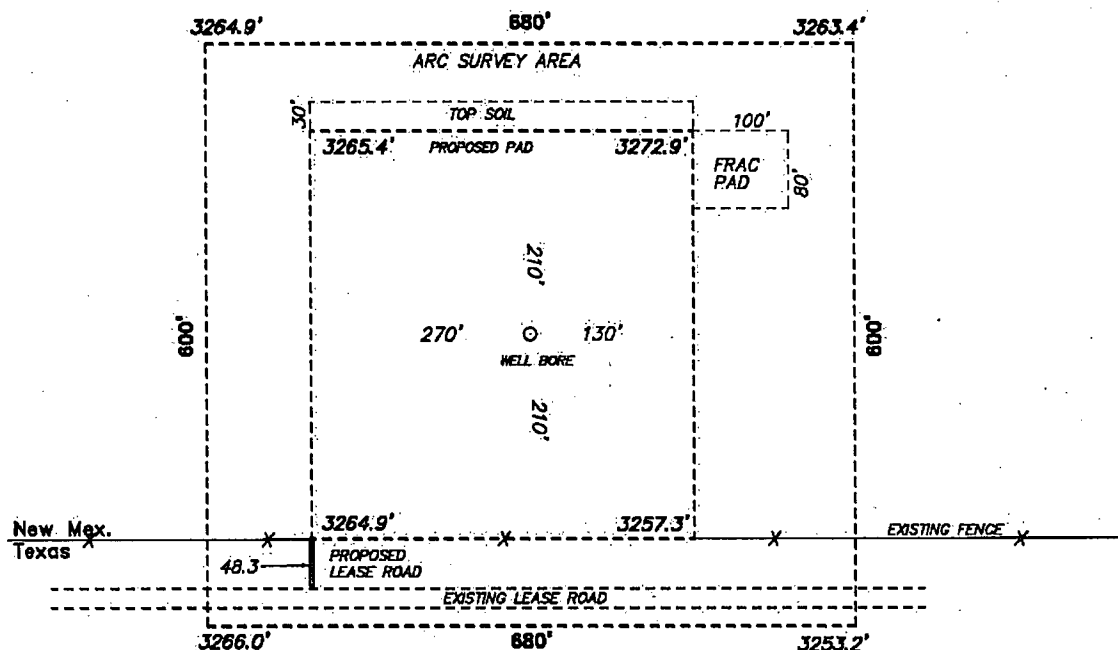 3264.9' 680' 3263.4'
ARC SURVEY AREA
30' TOP SOIL 100'
3265.4' PROPOSED PAD 3272.9'
FRAC
PAD
80'
210'
600' 270' 130' 600'
WELL BORE
210'
3264.9' 3257.3'
New Mex. EXISTING FENCE
Texas
PROPOSED
LEASE ROAD
48.3
EXISTING LEASE ROAD
3266.0' 680' 3253.2'